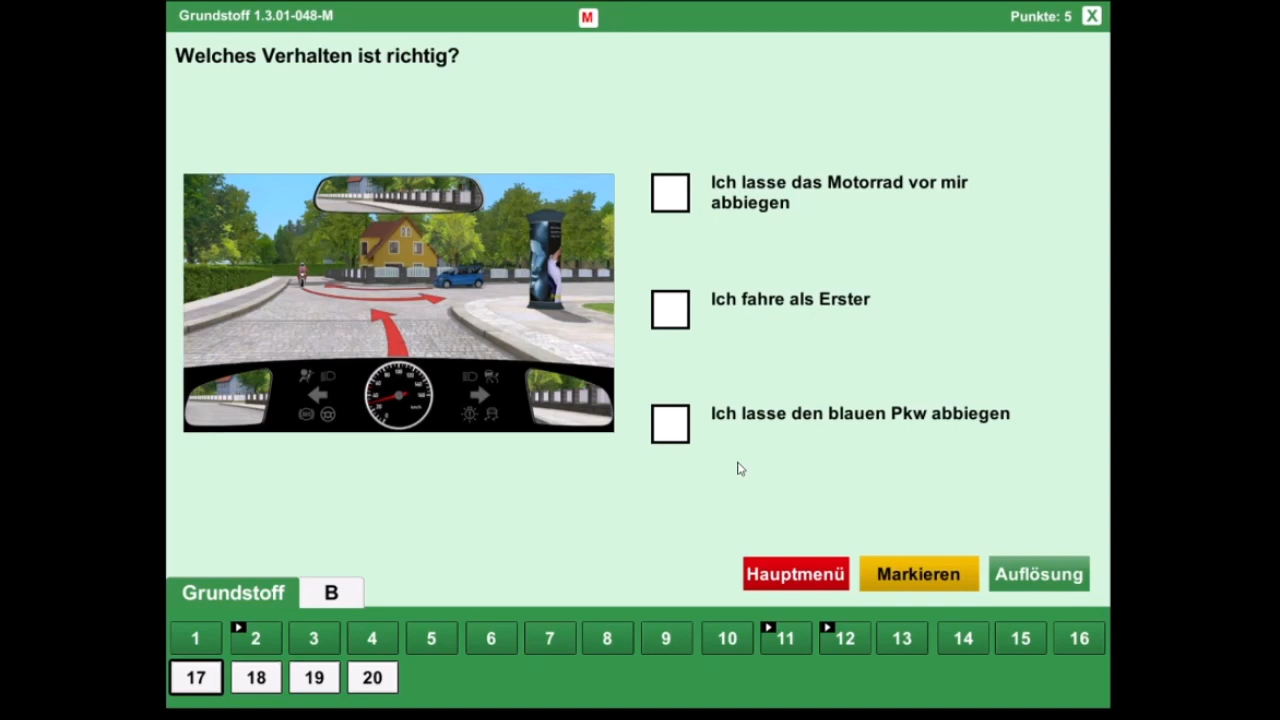 Grundstoff 1.3.01-048-M
M
Punkte: 5
X
Welches Verhalten ist richtig?
Ich lasse das Motorrad vor mir
abbiegen
Ich fahre als Erster
Ich lasse den blauen Pkw abbiegen
Hauptmenü
Markieren
Auflösung
Grundstoff
B
1 2 3 4 5 6 7 8 9 10 11 12 13 14 15 16
17 18 19 20